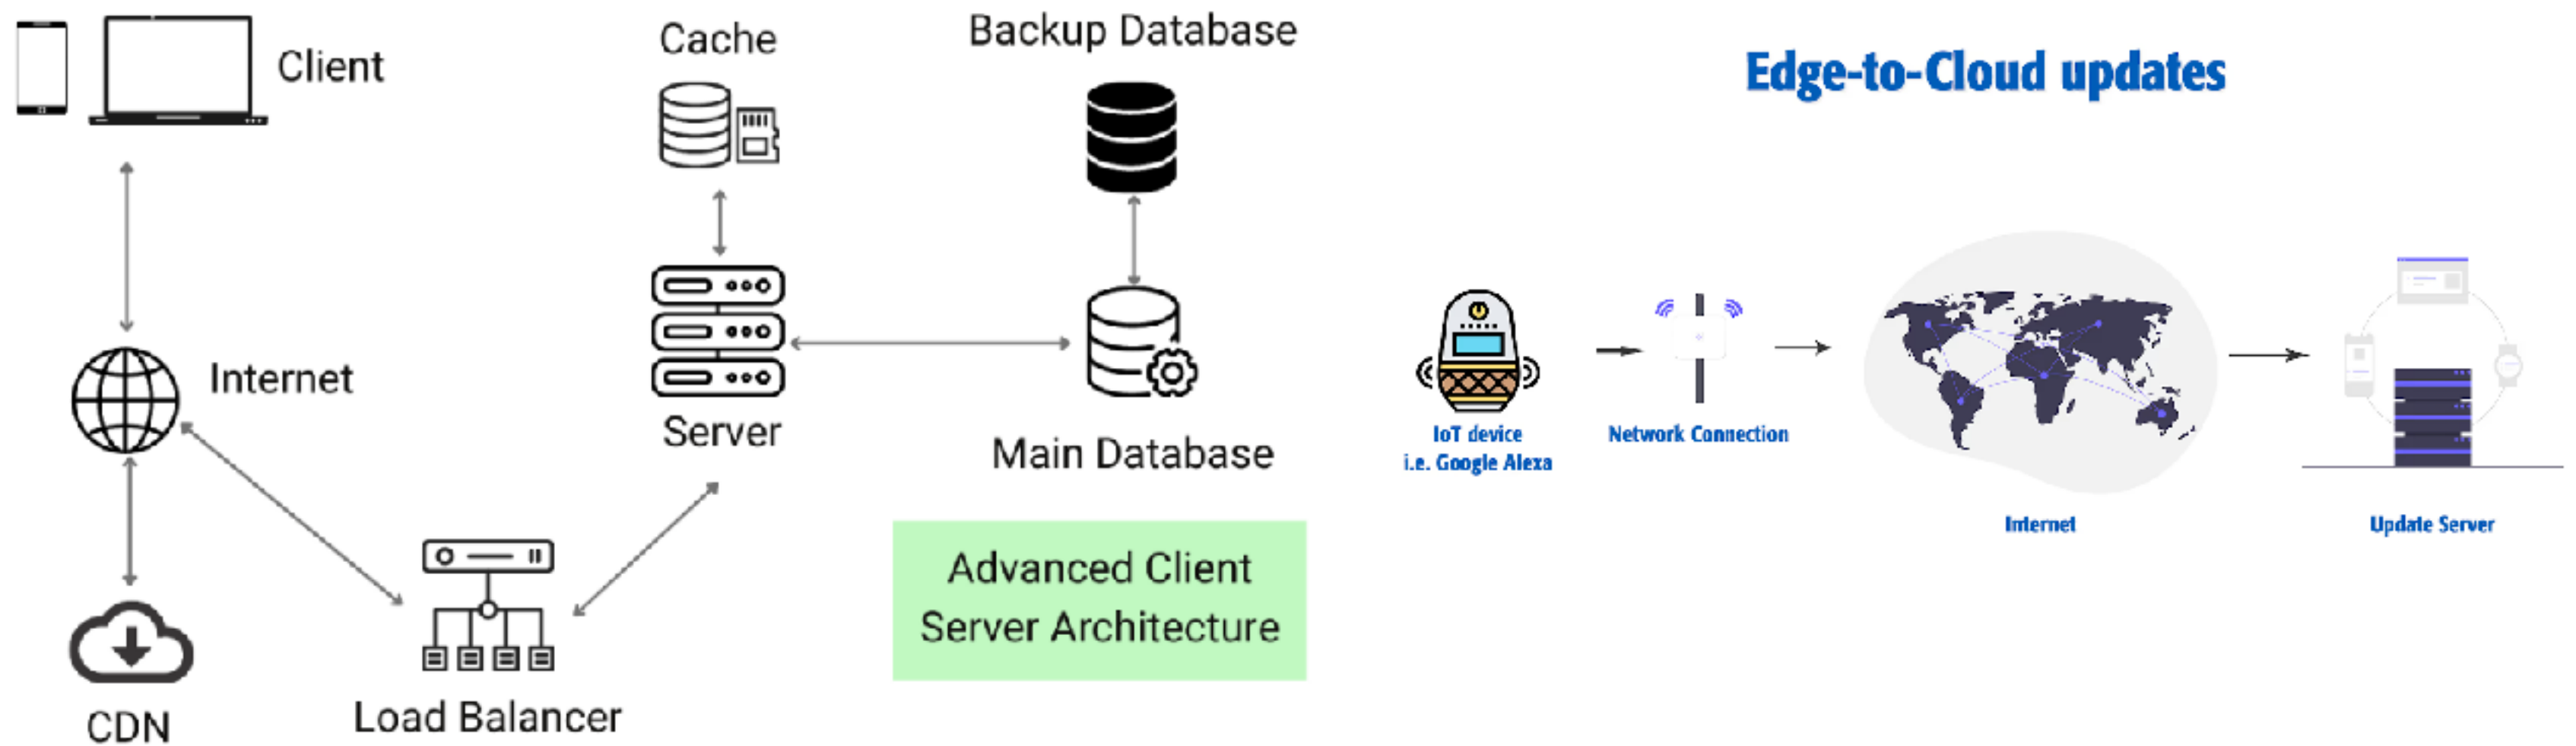 Client
Cache
Backup Database
Internet
Server
Main Database
CDN
Load Balancer
Advanced Client
Server Architecture
Edge-to-Cloud updates
IoT device
i.e. Google Alexa
Network Connection
Internet
Update Server